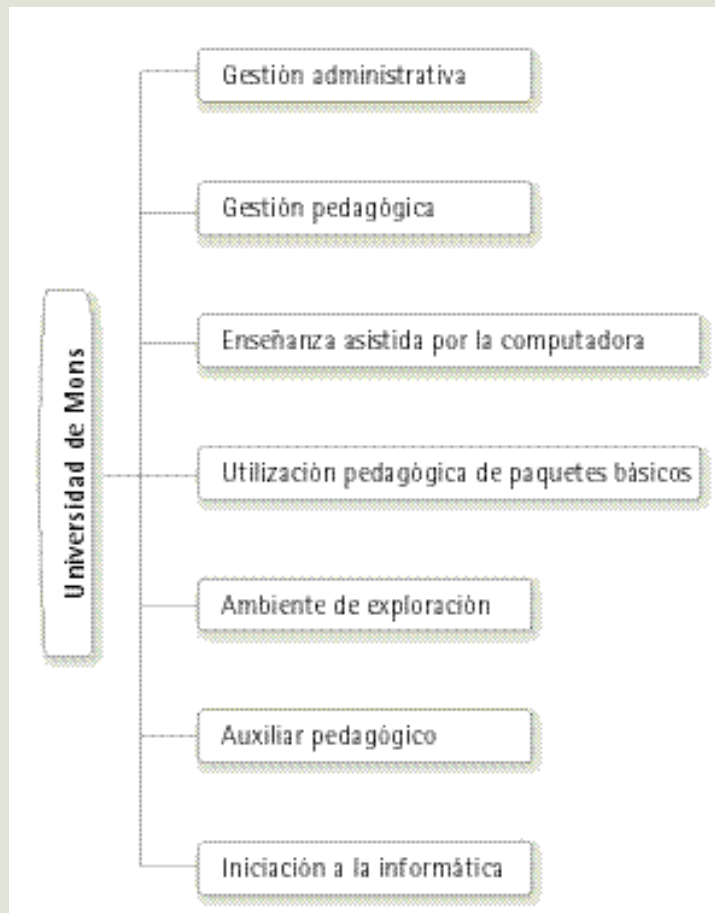 Gestión administrativa
Gestión pedagógica
Enseñanza asistida por la computadora
Universidad de Mons
Utilización pedagógica de paquetes básicos
Ambiente de exploración
Auxiliar pedagógico
Iniciación a la informática